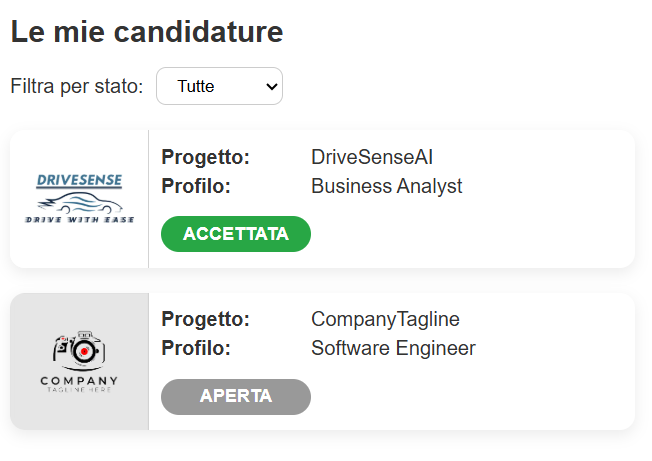 Le mie candidature
Filtra per stato: Tutte
DRIVESENSE
DRIVE WITH EASE
Progetto: DriveSenseAI
Profilo: Business Analyst
ACCETTATA
COMPANY
TAGLINE HERE
Progetto: CompanyTagline
Profilo: Software Engineer
APERTA